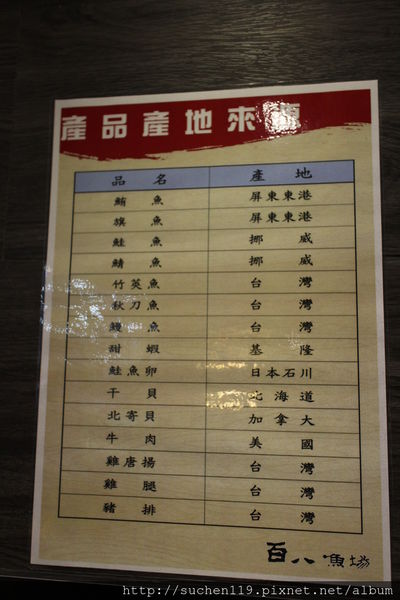 產品產地來源
品名 產地
鮪魚 屏東東港
旗魚 屏東東港
鮭魚 挪威
鯖魚 挪威
竹莢魚 台灣
秋刀魚 台灣
鰻魚 台灣
甜蝦 基隆
鮭魚卵 日本石川
干貝 北海道
北寄貝 加拿大
牛肉 美國
雞唐揚 台灣
雞腿 台灣
豬排 台灣
百八魚場
http://suchen119.pixnet.net/album